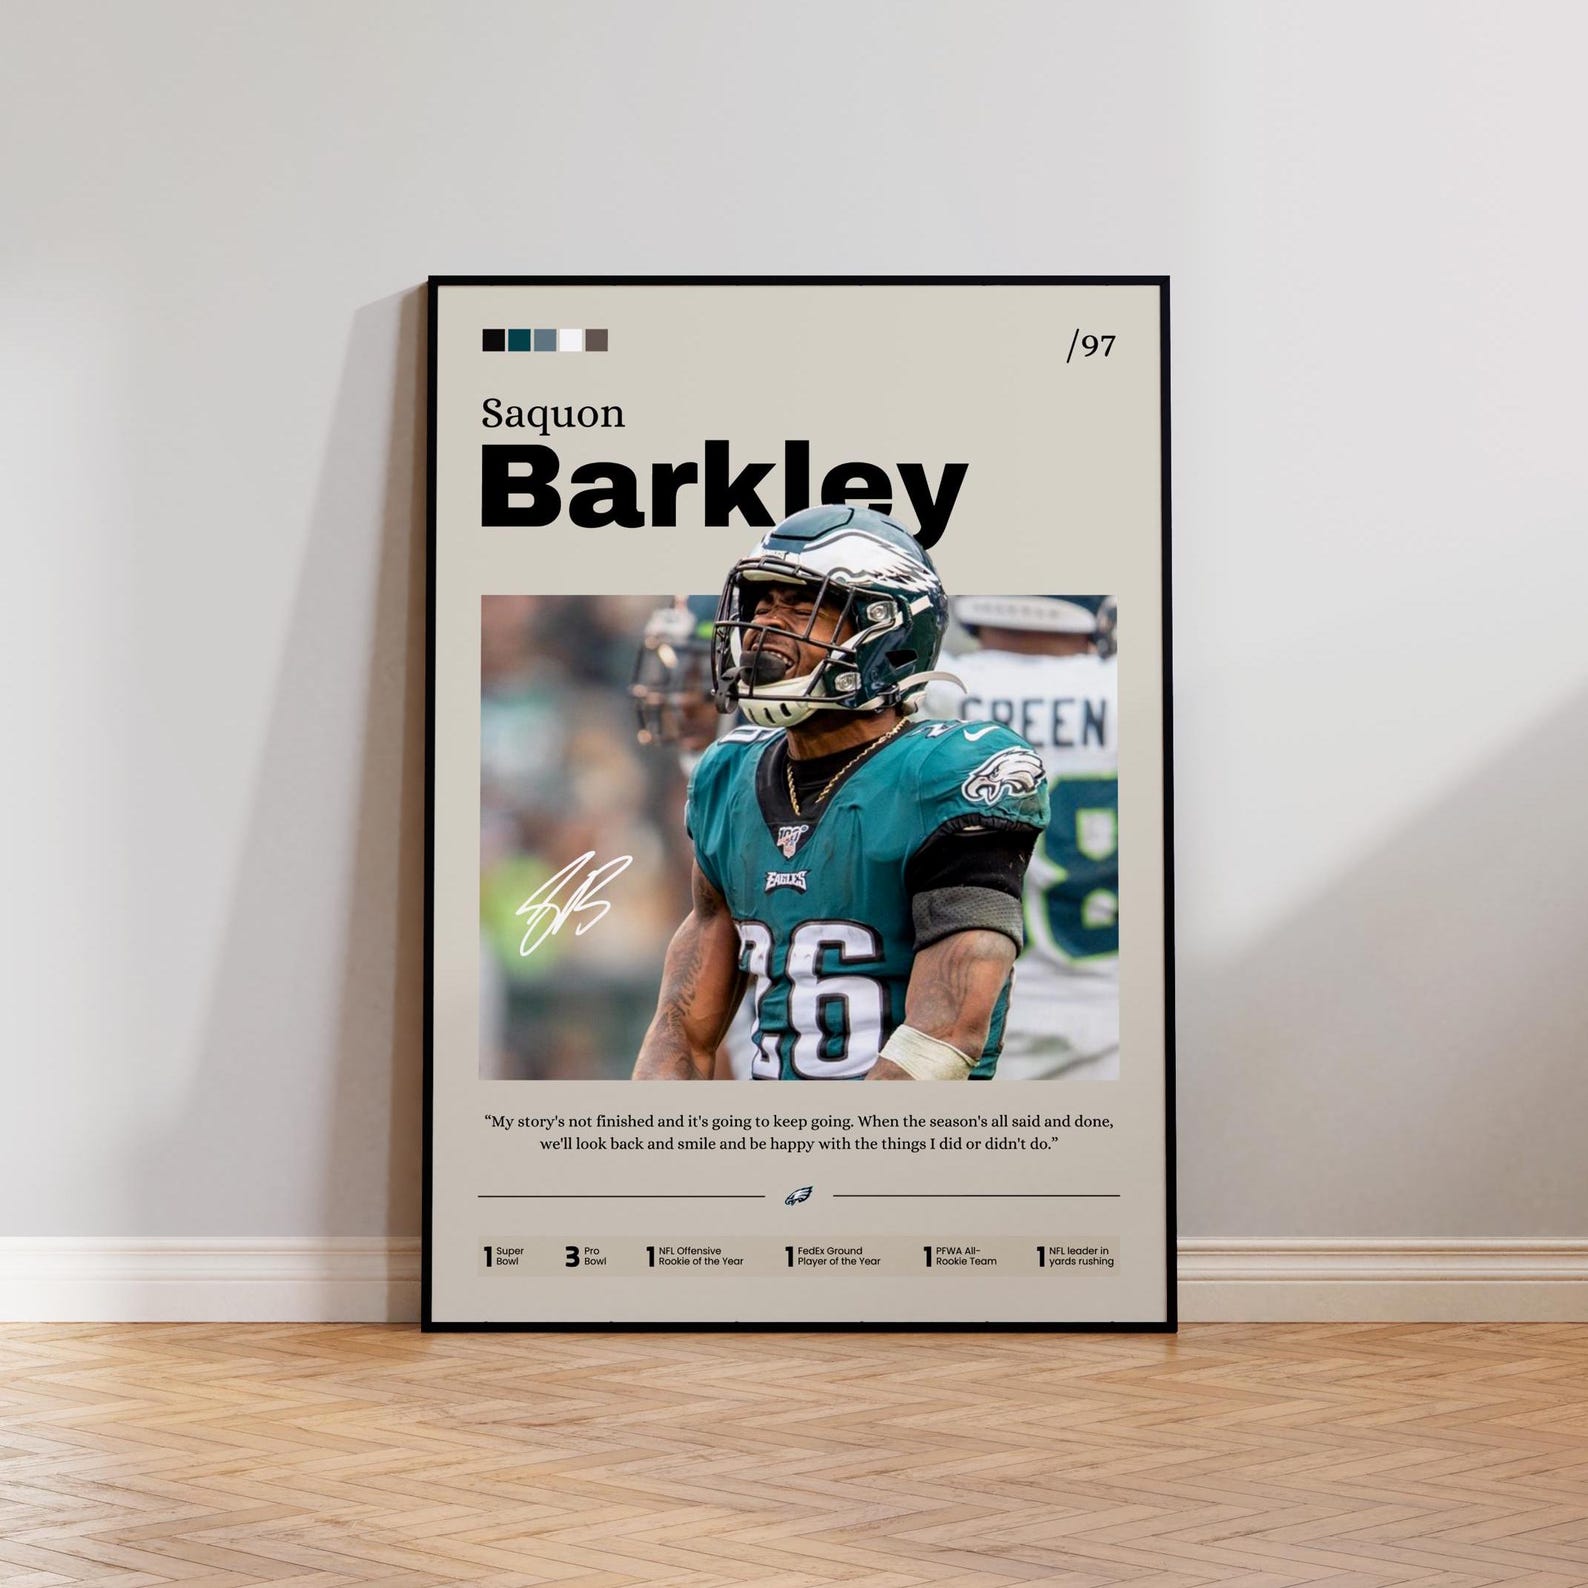 /97
Saquon
Barkley
GREEN
100
EAGLES
26
8
“My story's not finished and it's going to keep going. When the season's all said and done,
we'll look back and smile and be happy with the things I did or didn't do.”
1 Super Bowl
3 Pro Bowl
1 NFL Offensive Rookie of the Year
1 FedEx Ground Player of the Year
1 PFWA All-Rookie Team
1 NFL leader in yards rushing